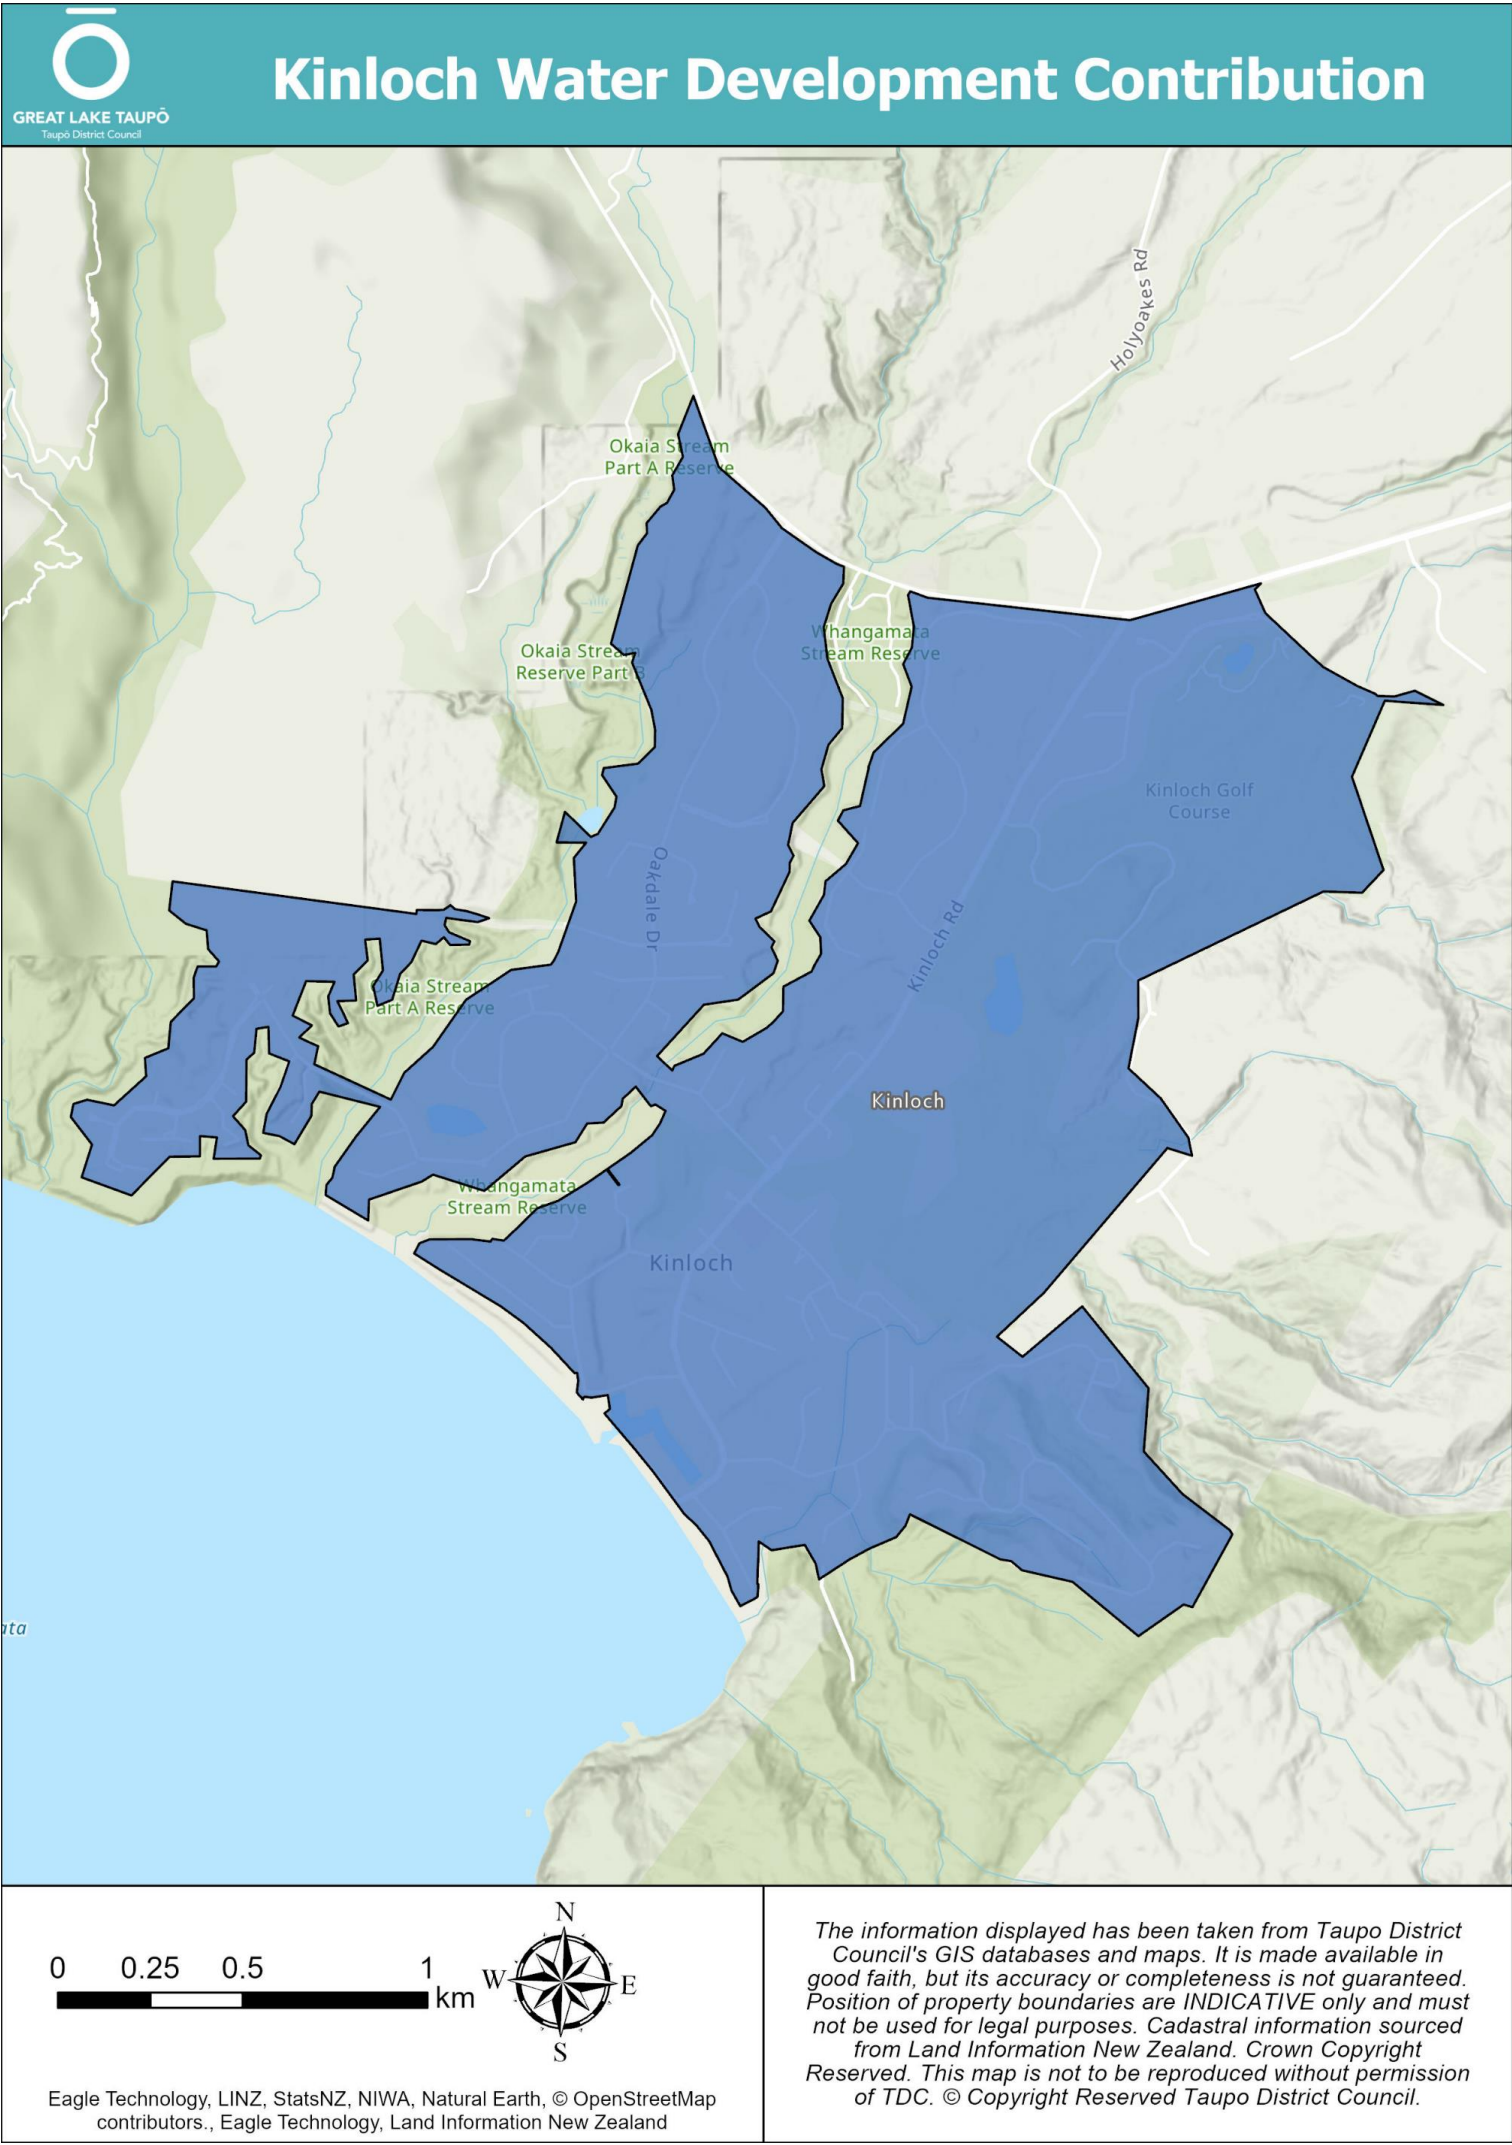 GREAT LAKE TAUPŌ
Taupō District Council
Kinloch Water Development Contribution
Holyoakes Rd
Okaia Stream
Part A Reserve
Whangamata
Stream Reserve
Okaia Stream
Reserve Part B
Kinloch Golf
Course
Oakdale Dr
Kinloch Rd
Okaia Stream
Part A Reserve
Kinloch
Whangamata
Stream Reserve
Kinloch
ata
0 0.25 0.5 1
km
N
W E
S
Eagle Technology, LINZ, StatsNZ, NIWA, Natural Earth, © OpenStreetMap
contributors., Eagle Technology, Land Information New Zealand
The information displayed has been taken from Taupo District
Council's GIS databases and maps. It is made available in
good faith, but its accuracy or completeness is not guaranteed.
Position of property boundaries are INDICATIVE only and must
not be used for legal purposes. Cadastral information sourced
from Land Information New Zealand. Crown Copyright
Reserved. This map is not to be reproduced without permission
of TDC. © Copyright Reserved Taupo District Council.